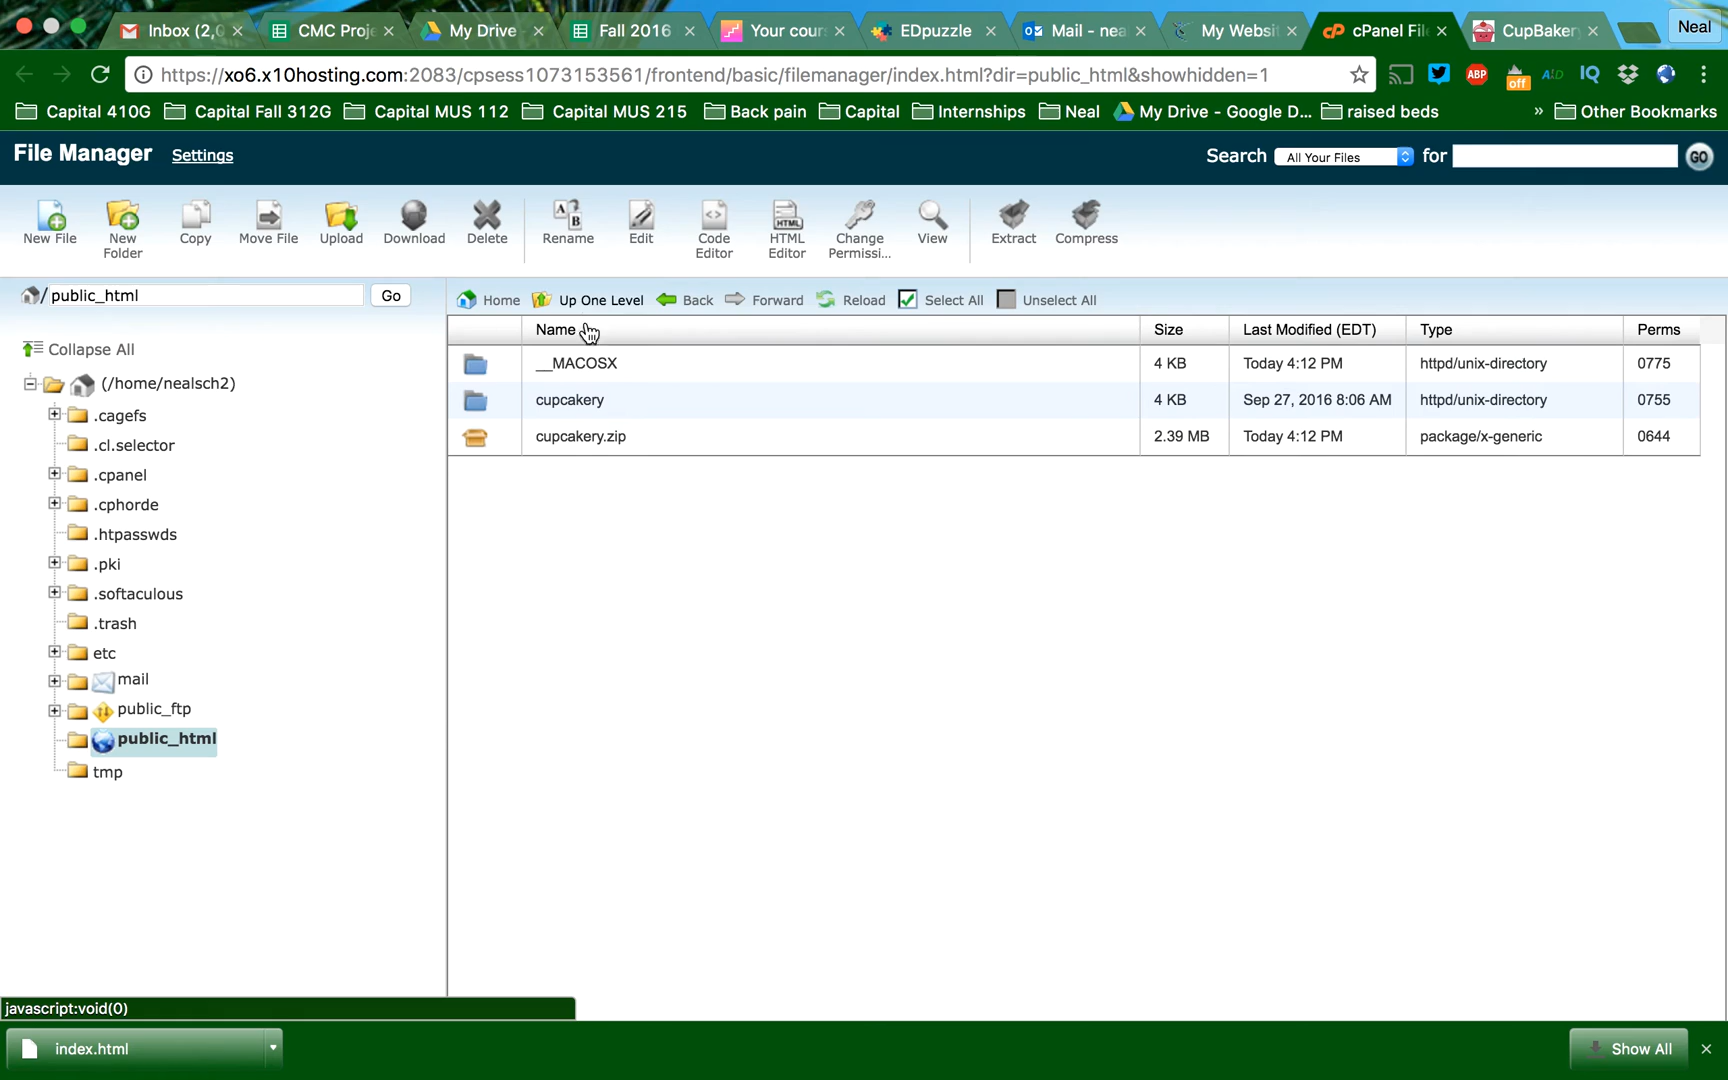 Inbox (2,0
CMC Proje
My Drive
Fall 2016
Your cour
EDpuzzle
Mail - nea
My Websi
cPanel File
CupBakery
Neal
https://xo6.x10hosting.com:2083/cpsess1073153561/frontend/basic/filemanager/index.html?dir=public_html&showhidden=1
ABP
off
IQ
Capital 410G
Capital Fall 312G
Capital MUS 112
Capital MUS 215
Back pain
Capital
Internships
Neal
My Drive - Google D...
raised beds
» Other Bookmarks
File Manager Settings
Search All Your Files for GO
New File
New Folder
Copy
Move File
Upload
Download
Delete
Rename
Edit
Code Editor
HTML Editor
Change Permissi...
View
Extract
Compress
/ public_html Go
Home Up One Level Back Forward Reload Select All Unselect All
Name Size Last Modified (EDT) Type Perms
__MACOSX 4 KB Today 4:12 PM httpd/unix-directory 0775
cupcakery 4 KB Sep 27, 2016 8:06 AM httpd/unix-directory 0755
cupcakery.zip 2.39 MB Today 4:12 PM package/x-generic 0644
Collapse All
(/home/nealsch2)
.cagefs
.cl.selector
.cpanel
.cphorde
.htpasswds
.pki
.softaculous
.trash
etc
mail
public_ftp
public_html
tmp
javascript:void(0)
index.html
Show All